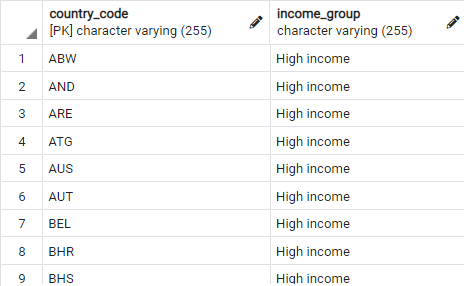 country_code income_group
[PK] character varying (255) character varying (255)
1 ABW High income
2 AND High income
3 ARE High income
4 ATG High income
5 AUS High income
6 AUT High income
7 BEL High income
8 BHR High income
9 BHS High income